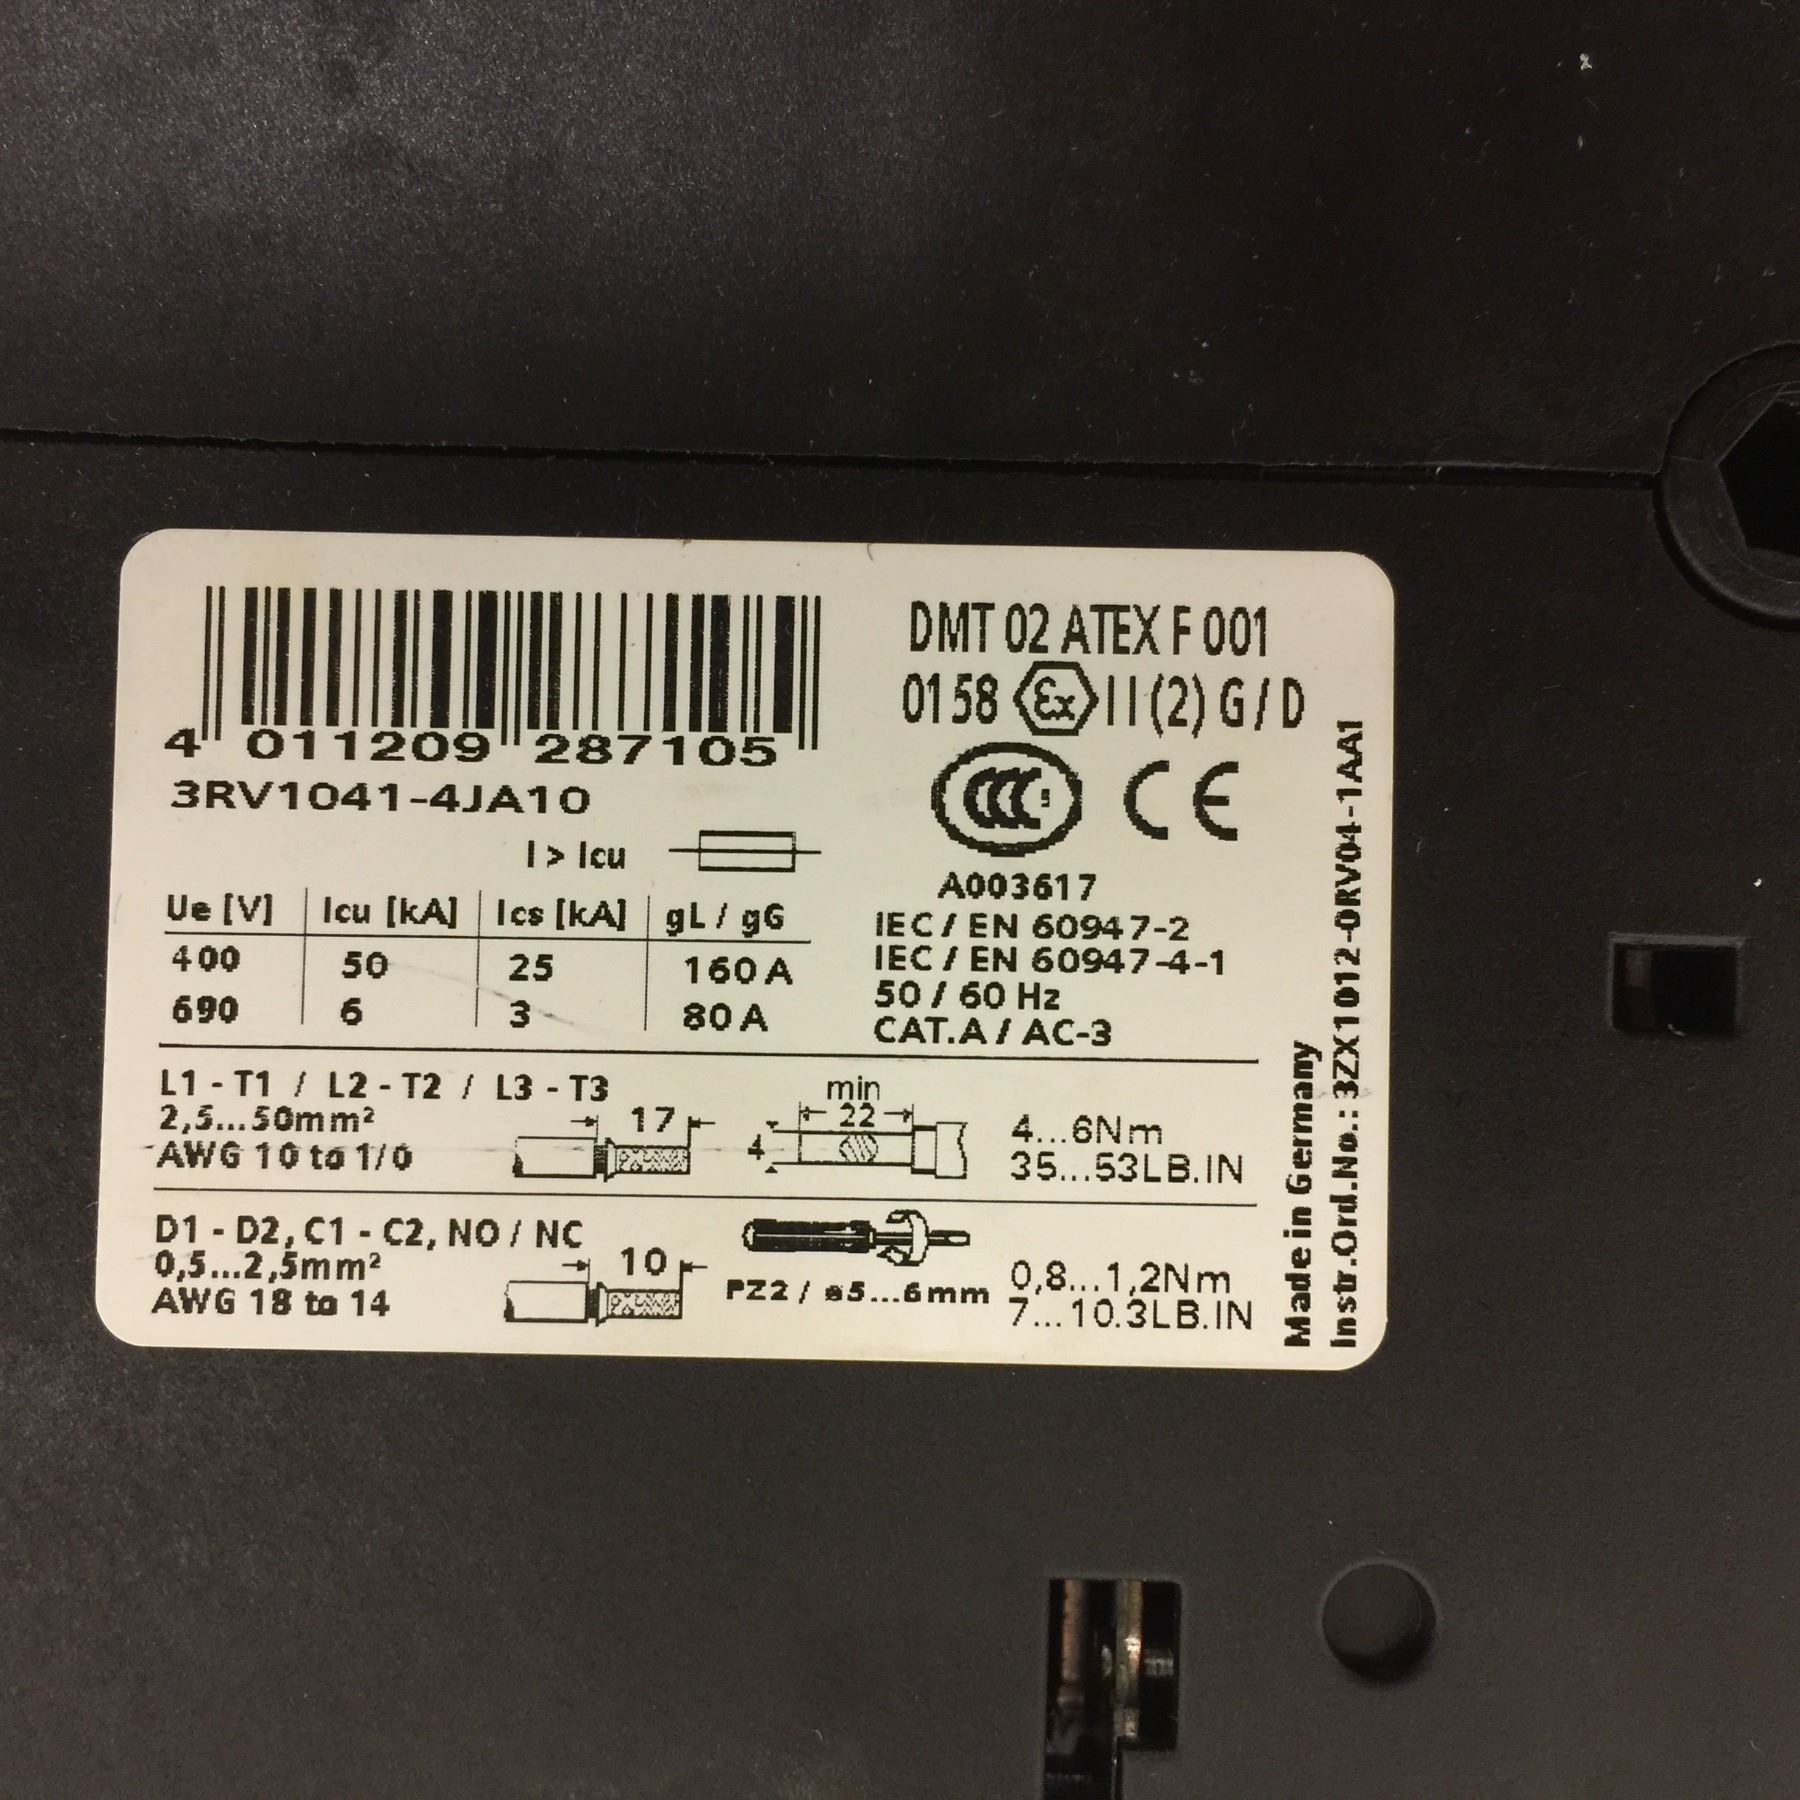 4 011209 287105
3RV1041-4JA10
I > Icu
Ue [V] Icu [kA] Ics [kA] gL / gG
400 50 25 160 A
690 6 3 80 A
DMT 02 ATEX F 001
0158 Ex II (2) G / D
CCC S CE
A003617
IEC / EN 60947-2
IEC / EN 60947-4-1
50 / 60 Hz
CAT.A / AC-3
L1 - T1 / L2 - T2 / L3 - T3
2,5...50mm²
AWG 10 to 1/0
17
min
22
4
4...6Nm
35...53LB.IN
D1 - D2, C1 - C2, NO / NC
0,5...2,5mm²
AWG 18 to 14
10
PZ2 / ø5...6mm
0,8...1,2Nm
7...10.3LB.IN
Made in Germany
Instr.Ord.No.: 3ZX1012-0RV04-1AA1